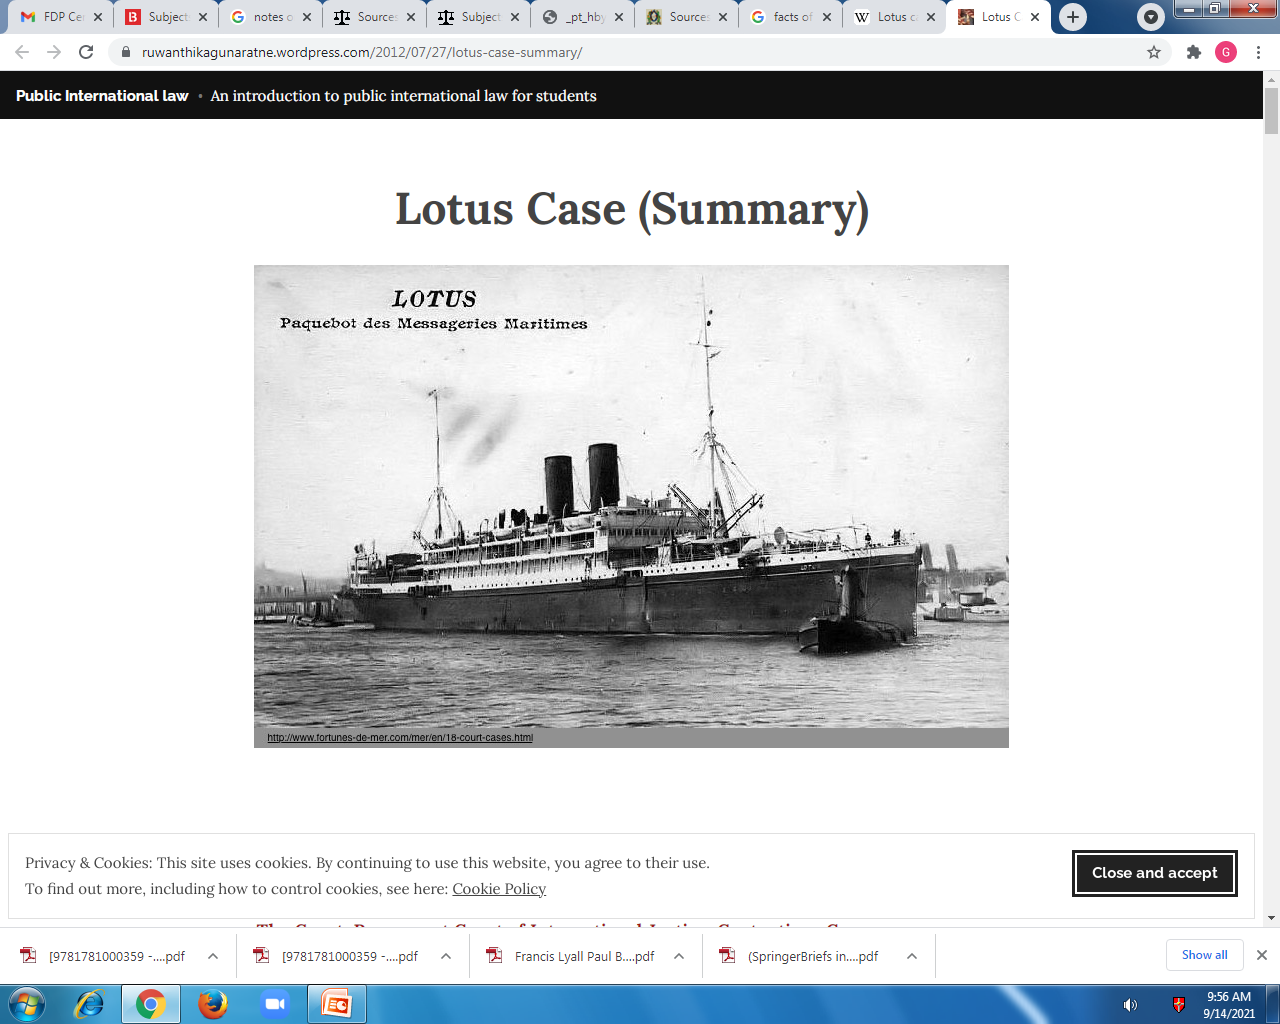 FDP Ce
Subject
notes o
Sources
Subject
_pt_hby
Sources
facts of
Lotus c
Lotus C
ruwanthikagunaratne.wordpress.com/2012/07/27/lotus-case-summary/
G
Public International law • An introduction to public international law for students
Lotus Case (Summary)
LOTUS
Paquebot des Messageries Maritimes
LOTUS
http://www.fortunes-de-mer.com/mer/en/18-court-cases.html
Privacy & Cookies: This site uses cookies. By continuing to use this website, you agree to their use.
To find out more, including how to control cookies, see here: Cookie Policy
Close and accept
[9781781000359 -....pdf
[9781781000359 -....pdf
Francis Lyall Paul B....pdf
(SpringerBriefs in....pdf
Show all
9:56 AM
9/14/2021